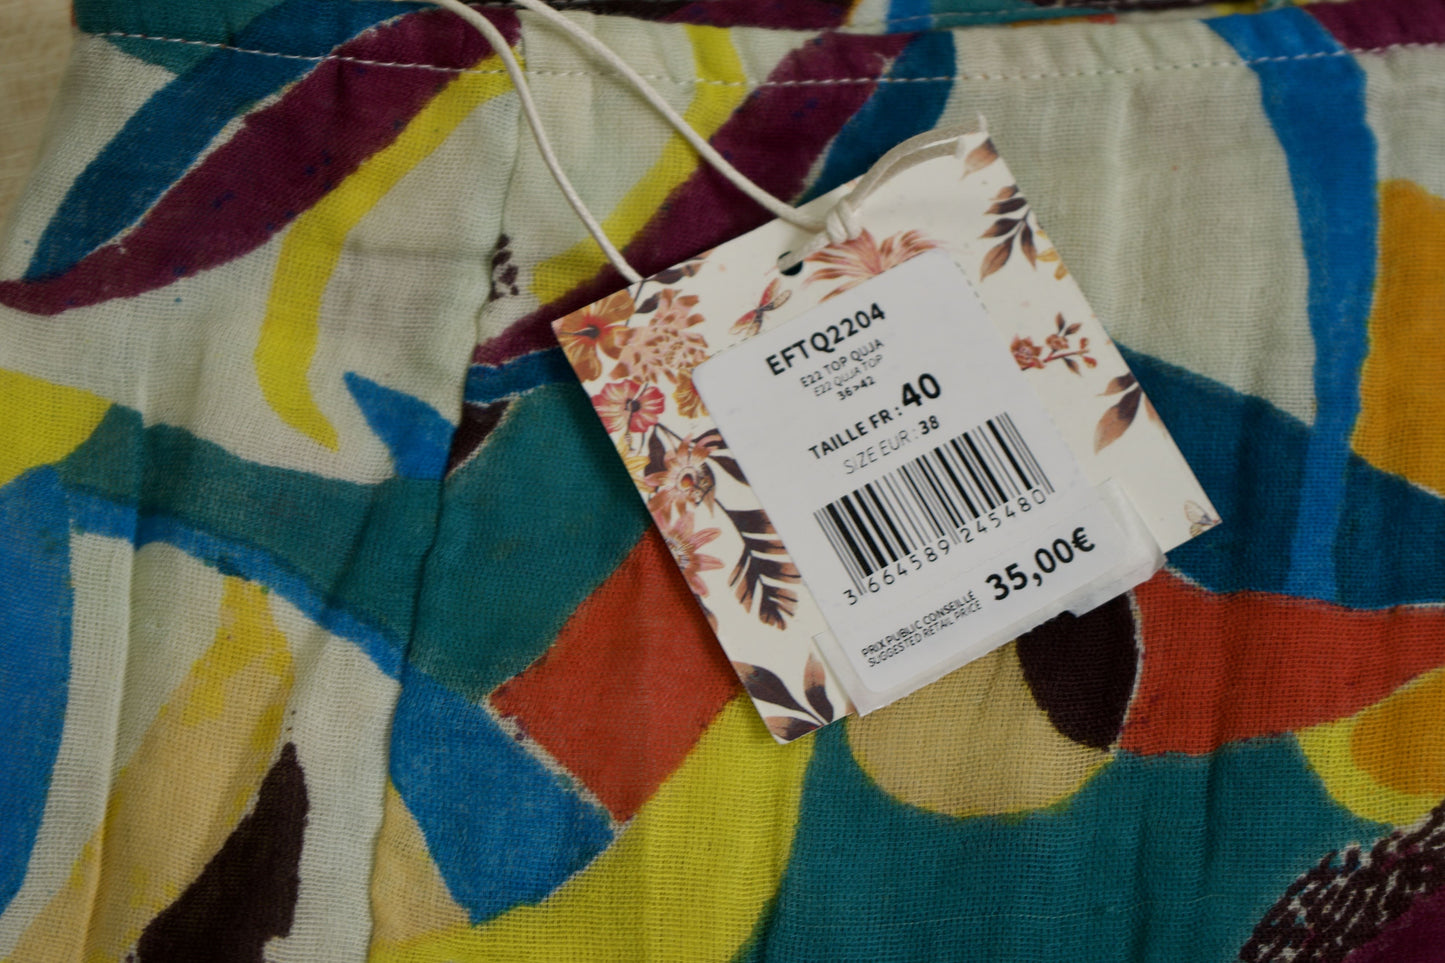 EFTQ2204
E22 TOP QUJA
E22 QUJA TOP
36>42
TAILLE FR : 40
SIZE EUR : 38
3 664589 245480
PRIX PUBLIC CONSEILLÉ
SUGGESTED RETAIL PRICE
35,00€